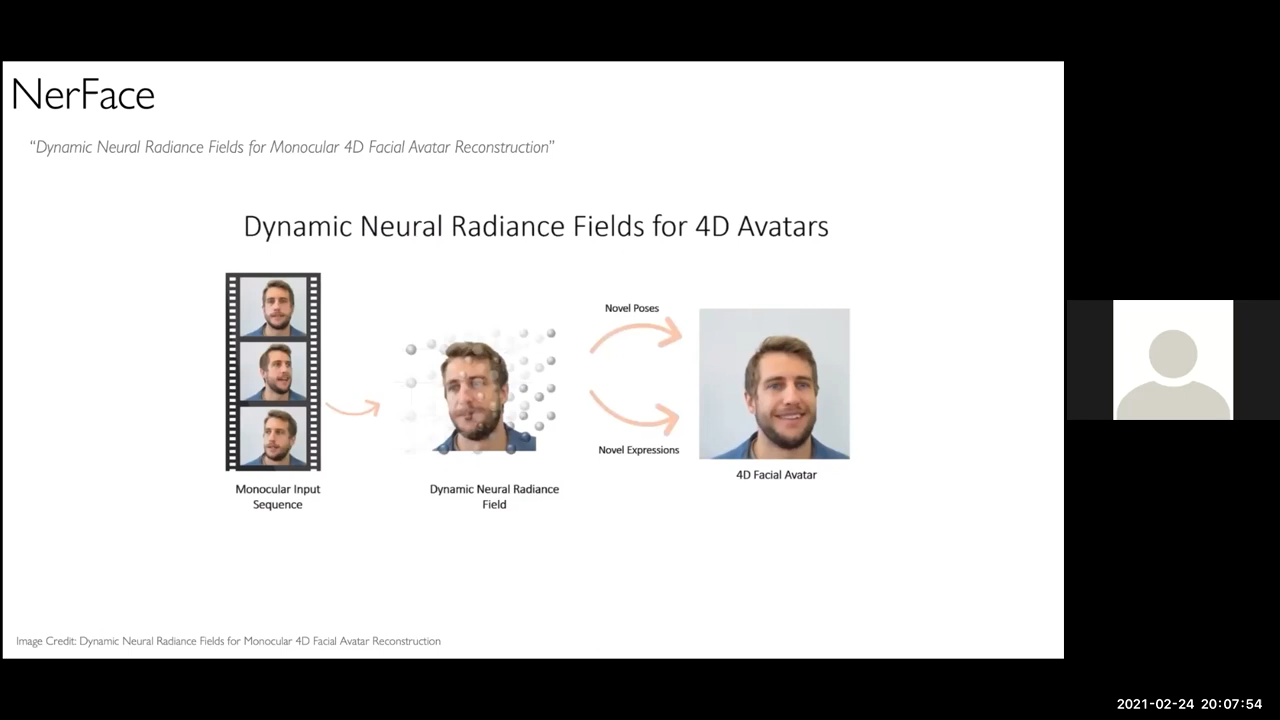 NerFace
“Dynamic Neural Radiance Fields for Monocular 4D Facial Avatar Reconstruction”
Dynamic Neural Radiance Fields for 4D Avatars
Novel Poses
Novel Expressions
Monocular Input
Sequence
Dynamic Neural Radiance
Field
4D Facial Avatar
Image Credit: Dynamic Neural Radiance Fields for Monocular 4D Facial Avatar Reconstruction
2021-02-24 20:07:54